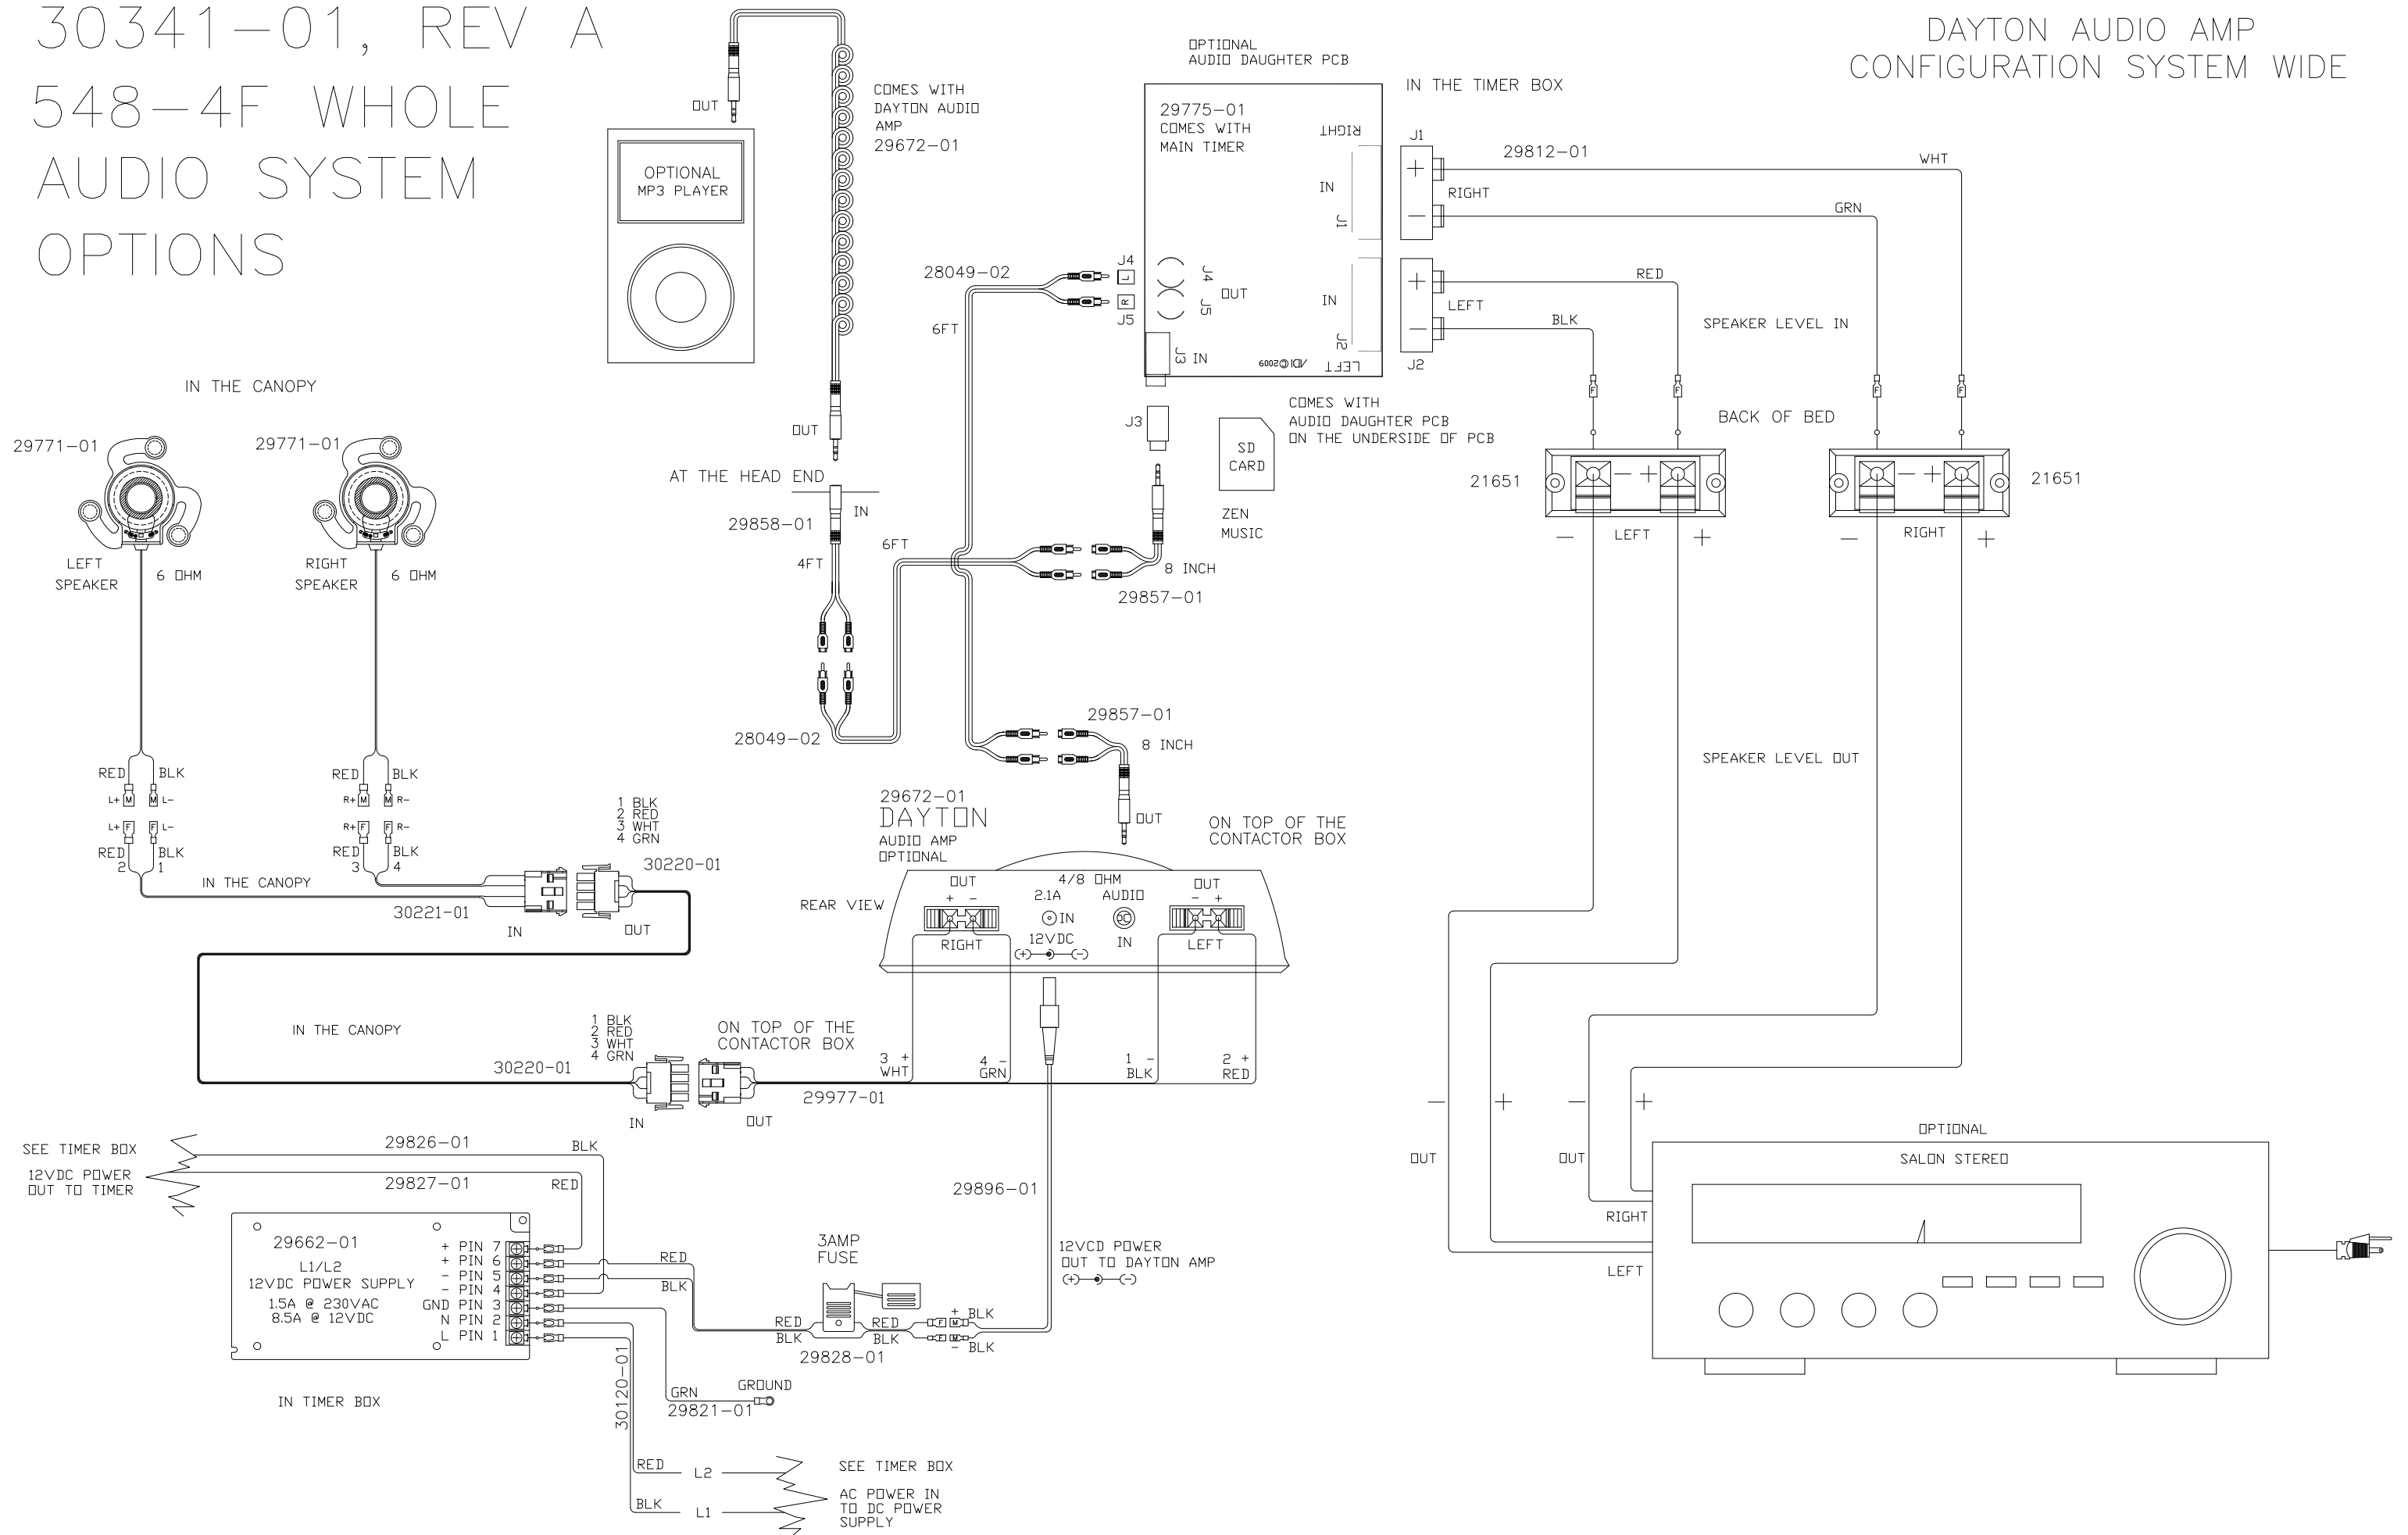 30341-01, REV A
548-4F WHOLE
AUDIO SYSTEM
OPTIONS
DAYTON AUDIO AMP
CONFIGURATION SYSTEM WIDE
OUT
OPTIONAL
MP3 PLAYER
COMES WITH
DAYTON AUDIO
AMP
29672-01
OUT
AT THE HEAD END
IN
29858-01
4FT
28049-02
6FT
OPTIONAL
AUDIO DAUGHTER PCB
IN THE TIMER BOX
29775-01
COMES WITH
MAIN TIMER
RIGHT
IN
J1
J4
J5
OUT
IN
J2
J3 IN
ADI©2009
LEFT
28049-02
6FT
J4
L
R
J5
J1
+
RIGHT
-
+
LEFT
-
J2
29812-01
WHT
GRN
RED
BLK
SPEAKER LEVEL IN
F
F
F
F
BACK OF BED
COMES WITH
AUDIO DAUGHTER PCB
ON THE UNDERSIDE OF PCB
J3
SD
CARD
ZEN
MUSIC
8 INCH
29857-01
21651
- +
- LEFT +
- +
21651
- RIGHT +
SPEAKER LEVEL OUT
IN THE CANOPY
29771-01
29771-01
LEFT
SPEAKER
6 OHM
RIGHT
SPEAKER
6 OHM
RED BLK
L+ M M L-
L+ F F L-
RED BLK
2 1
RED BLK
R+ M M R-
R+ F F R-
RED BLK
3 4
IN THE CANOPY
30221-01
IN
1 BLK
2 RED
3 WHT
4 GRN
30220-01
OUT
29857-01
8 INCH
OUT
29672-01
DAYTON
AUDIO AMP
OPTIONAL
ON TOP OF THE
CONTACTOR BOX
REAR VIEW
OUT
+ -
RIGHT
4/8 OHM
2.1A
IN
12VDC
(+) (-)
AUDIO
IN
OUT
- +
LEFT
IN THE CANOPY
1 BLK
2 RED
3 WHT
4 GRN
30220-01
IN
ON TOP OF THE
CONTACTOR BOX
OUT
29977-01
3 +
WHT
4 -
GRN
1 -
BLK
2 +
RED
SEE TIMER BOX
12VDC POWER
OUT TO TIMER
29826-01
BLK
29827-01
RED
29662-01
L1/L2
12VDC POWER SUPPLY
1.5A @ 230VAC
8.5A @ 12VDC
+ PIN 7
+ PIN 6
- PIN 5
- PIN 4
GND PIN 3
N PIN 2
L PIN 1
IN TIMER BOX
RED
BLK
3AMP
FUSE
RED
BLK
RED
BLK
29828-01
F M
F M
+ BLK
- BLK
29896-01
12VCD POWER
OUT TO DAYTON AMP
(+) (-)
GRN
29821-01
GROUND
30120-01
RED
L2
BLK
L1
SEE TIMER BOX
AC POWER IN
TO DC POWER
SUPPLY
- + - +
OUT
OUT
RIGHT
LEFT
OPTIONAL
SALON STEREO